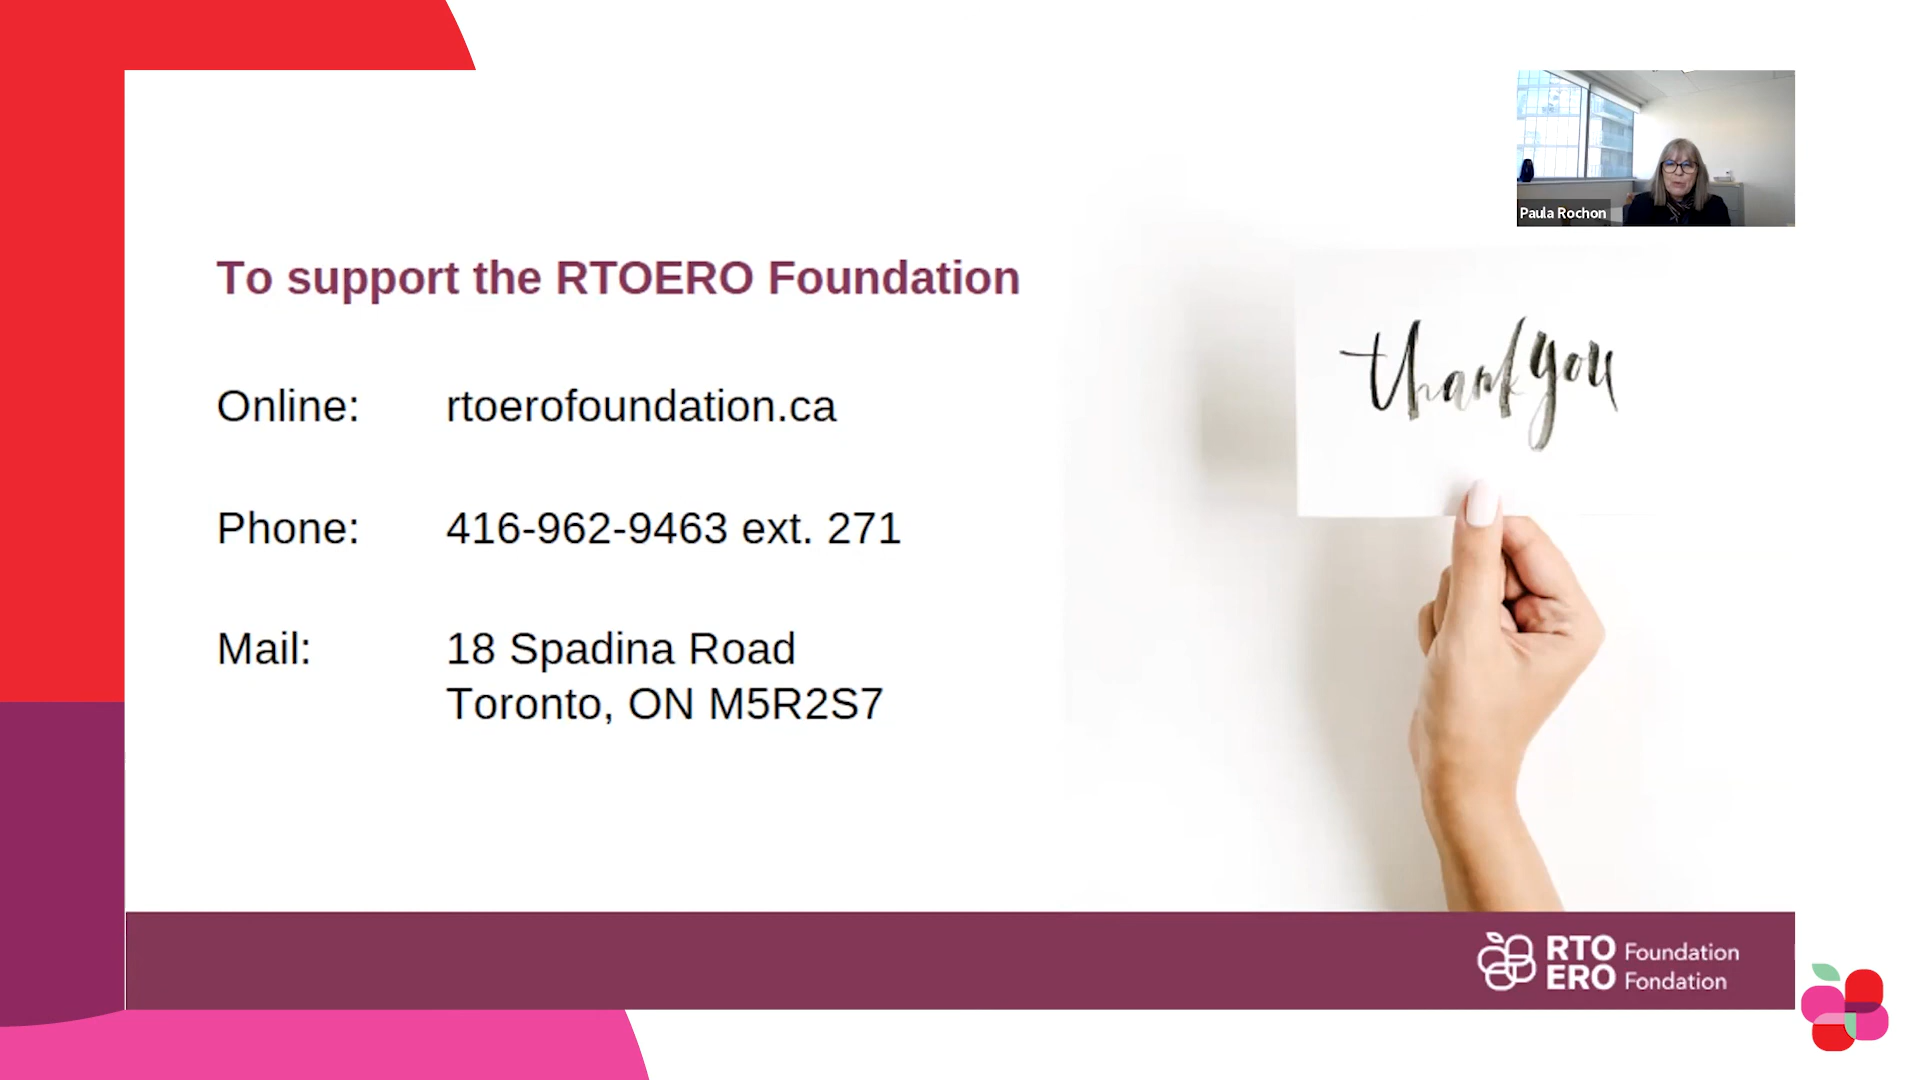 Paula Rochon
To support the RTOERO Foundation
thank you
Online: rtoerofoundation.ca
Phone: 416-962-9463 ext. 271
Mail: 18 Spadina Road
Toronto, ON M5R2S7
RTO Foundation
ERO Fondation